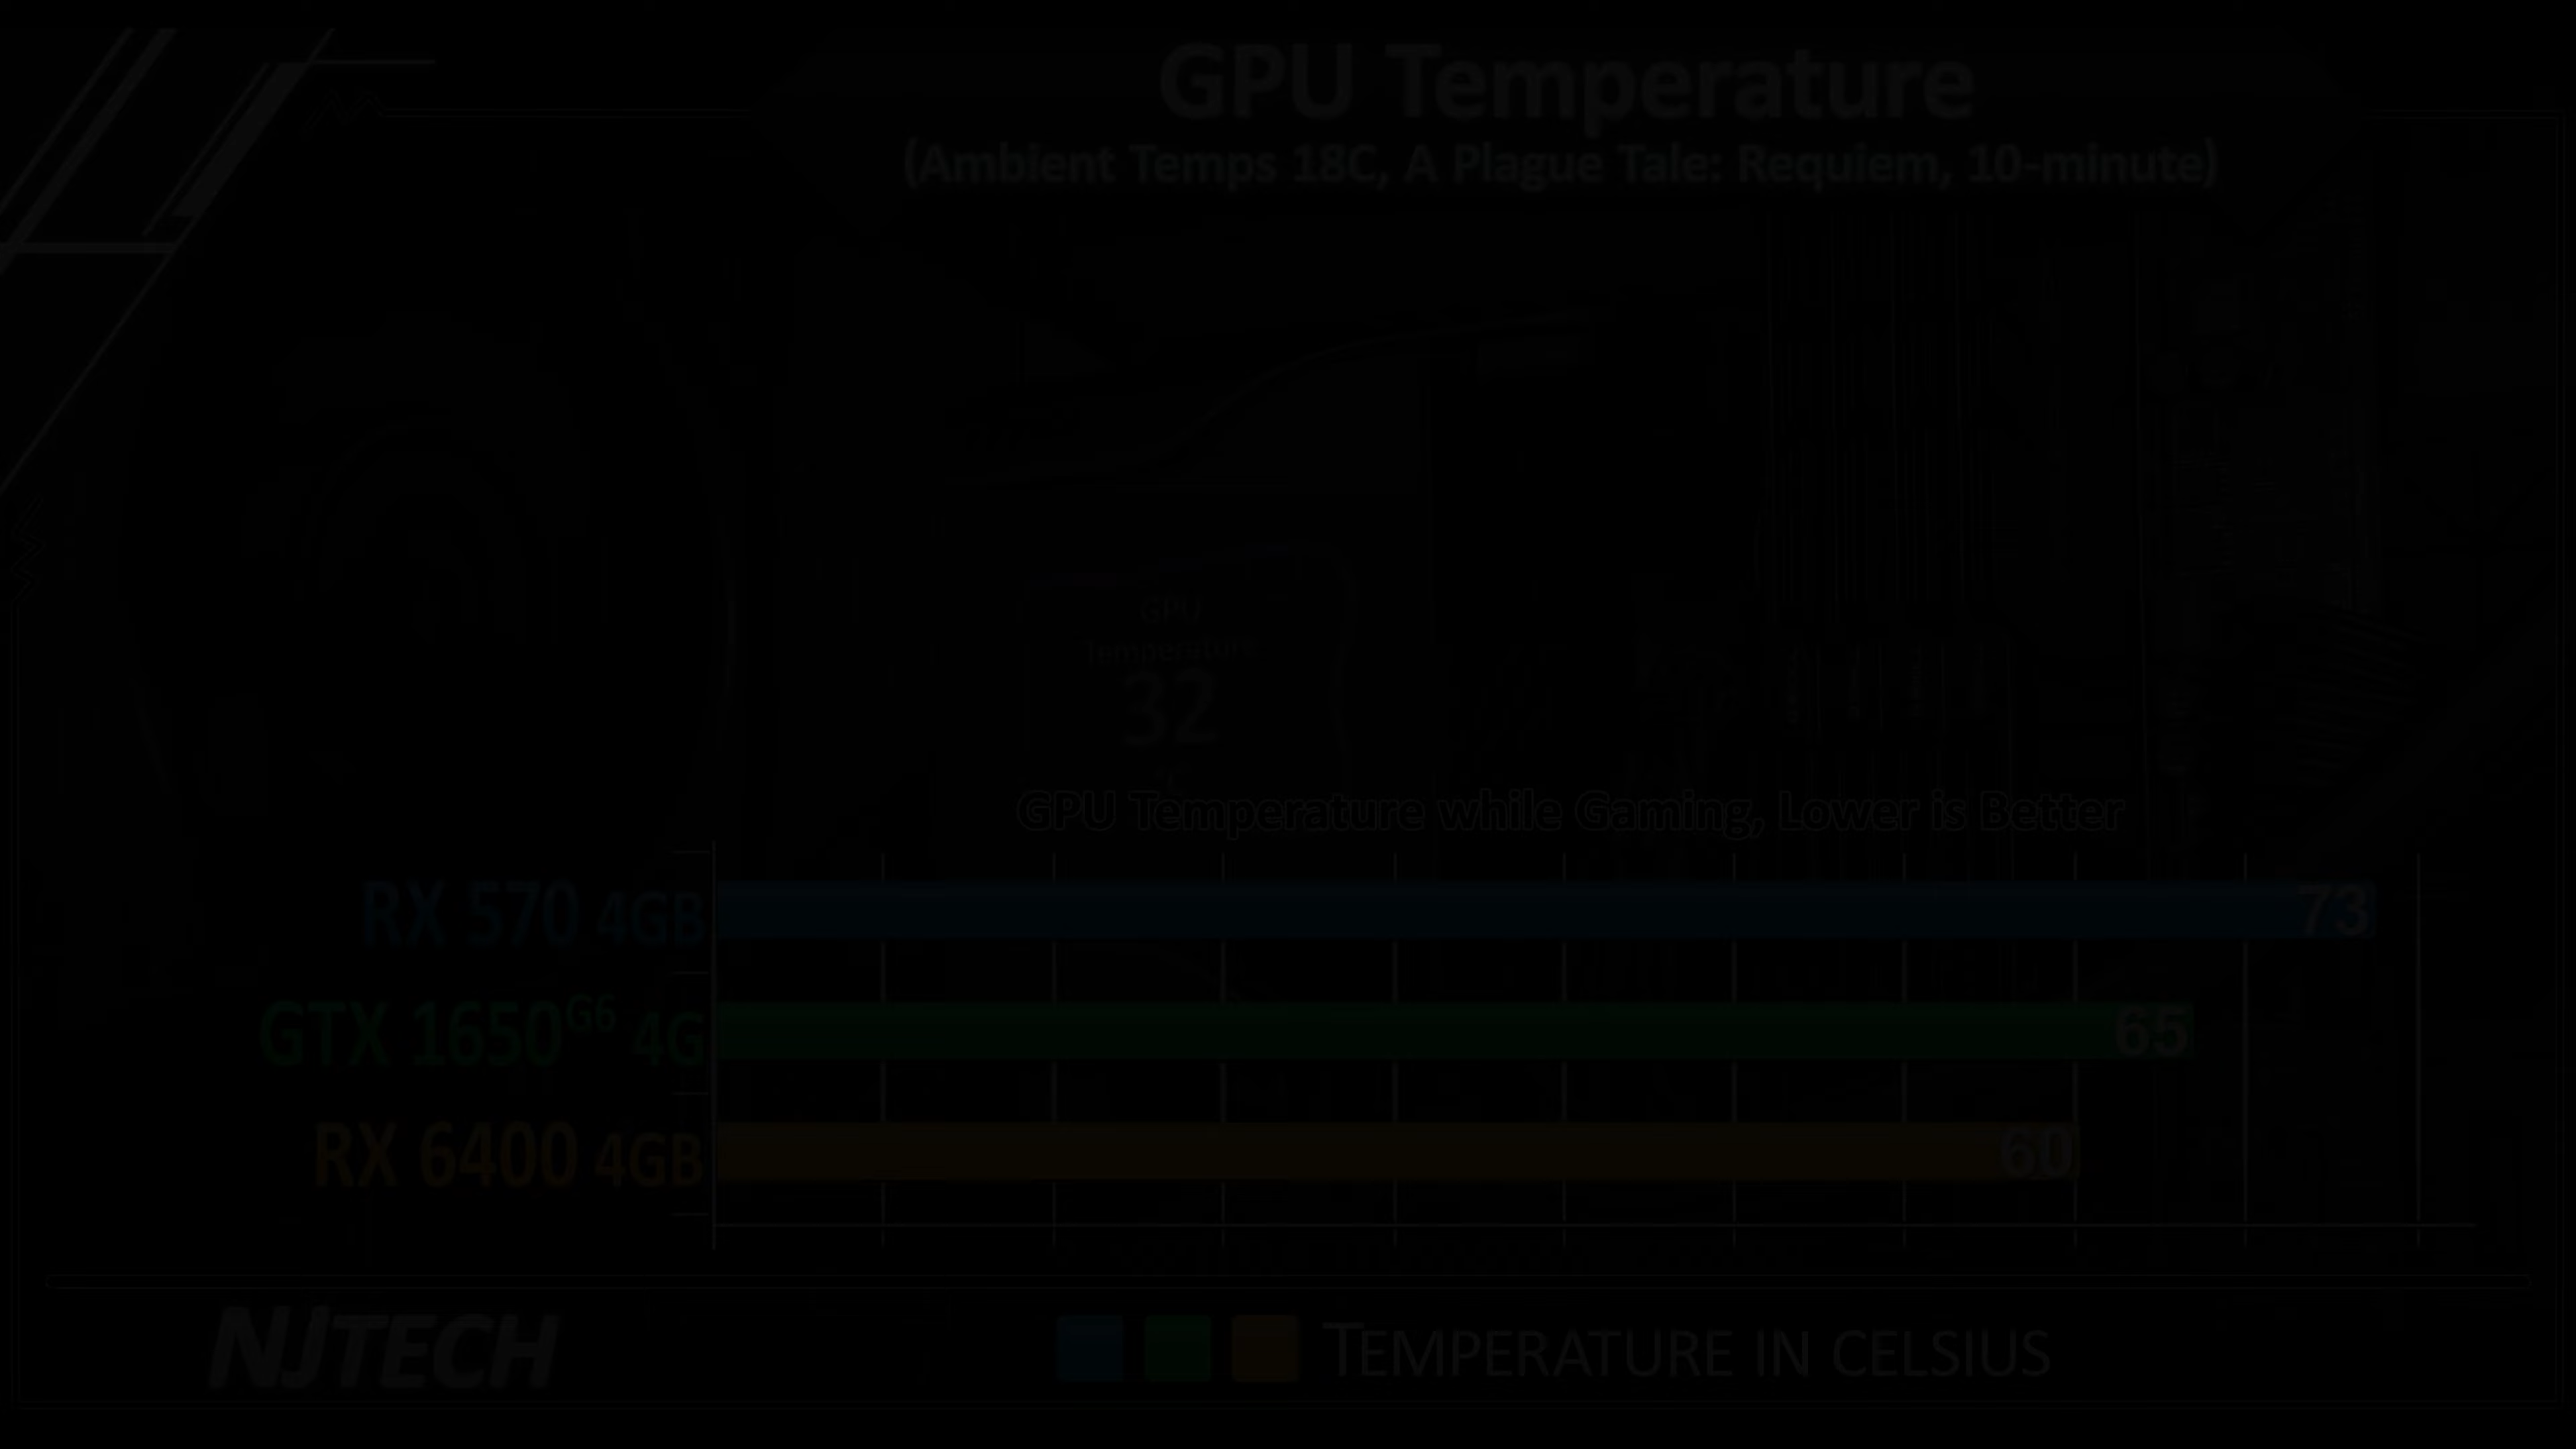 GPU Temperature
(Ambient Temps 18C, A Plague Tale: Requiem, 10-minute)
GPU
Temperature
32
°C
GPU Temperature while Gaming, Lower is Better
RX 570 4GB 73
GTX 1650G6 4G 65
RX 6400 4GB 60
NJTECH
TEMPERATURE IN CELSIUS